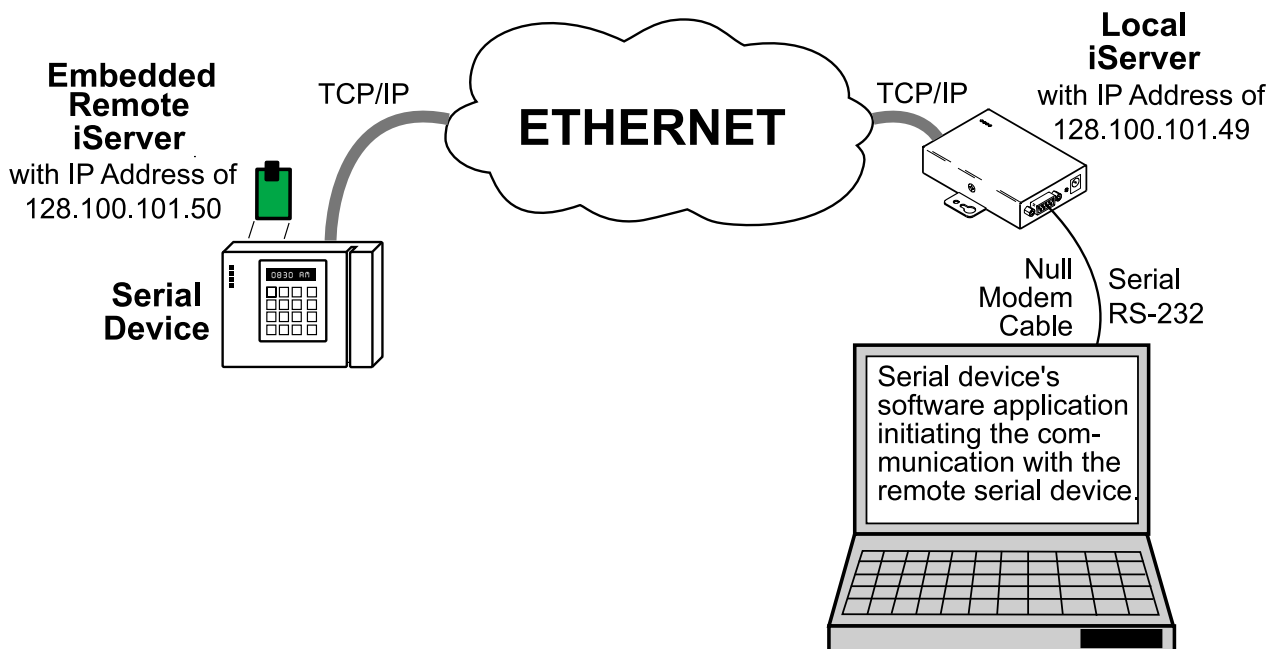 Embedded
Remote
iServer
with IP Address of
128.100.101.50
TCP/IP
ETHERNET
TCP/IP
Local
iServer
with IP Address of
128.100.101.49
Serial
Device
0830 AM
Null
Modem
Cable
Serial
RS-232
Serial device's
software application
initiating the com-
munication with the
remote serial device.